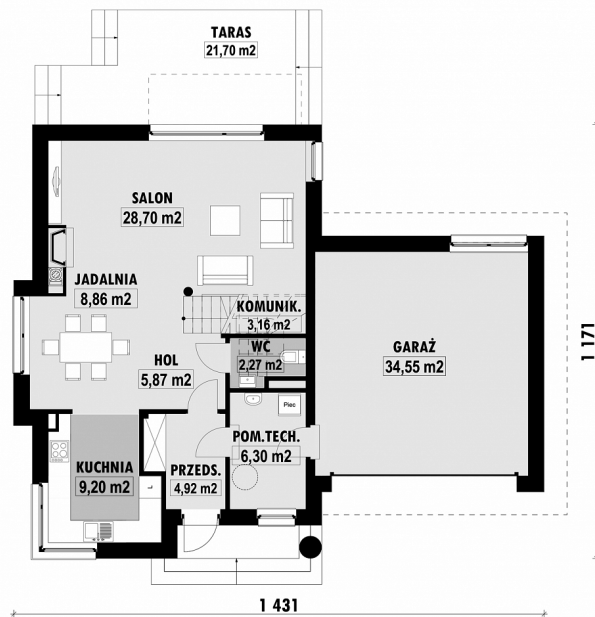 TARAS
21,70 m2
SALON
28,70 m2
JADALNIA
8,86 m2
KOMUNIK.
3,16 m2
WC
2,27 m2
HOL
5,87 m2
GARAŻ
34,55 m2
Piec
POM.TECH.
6,30 m2
KUCHNIA
9,20 m2
PRZEDS.
4,92 m2
L
1 171
1 431